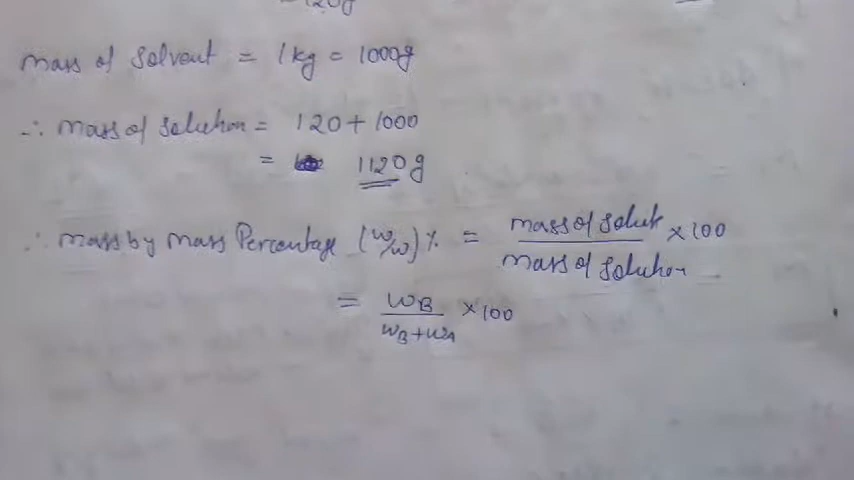 120g
mass of solvent = 1kg = 1000g
∴ mass of solution = 120 + 1000
= 1120g
∴ mass by mass Percentage (w/w) % = mass of solute / mass of solution × 100
= wB / wB + wA × 100